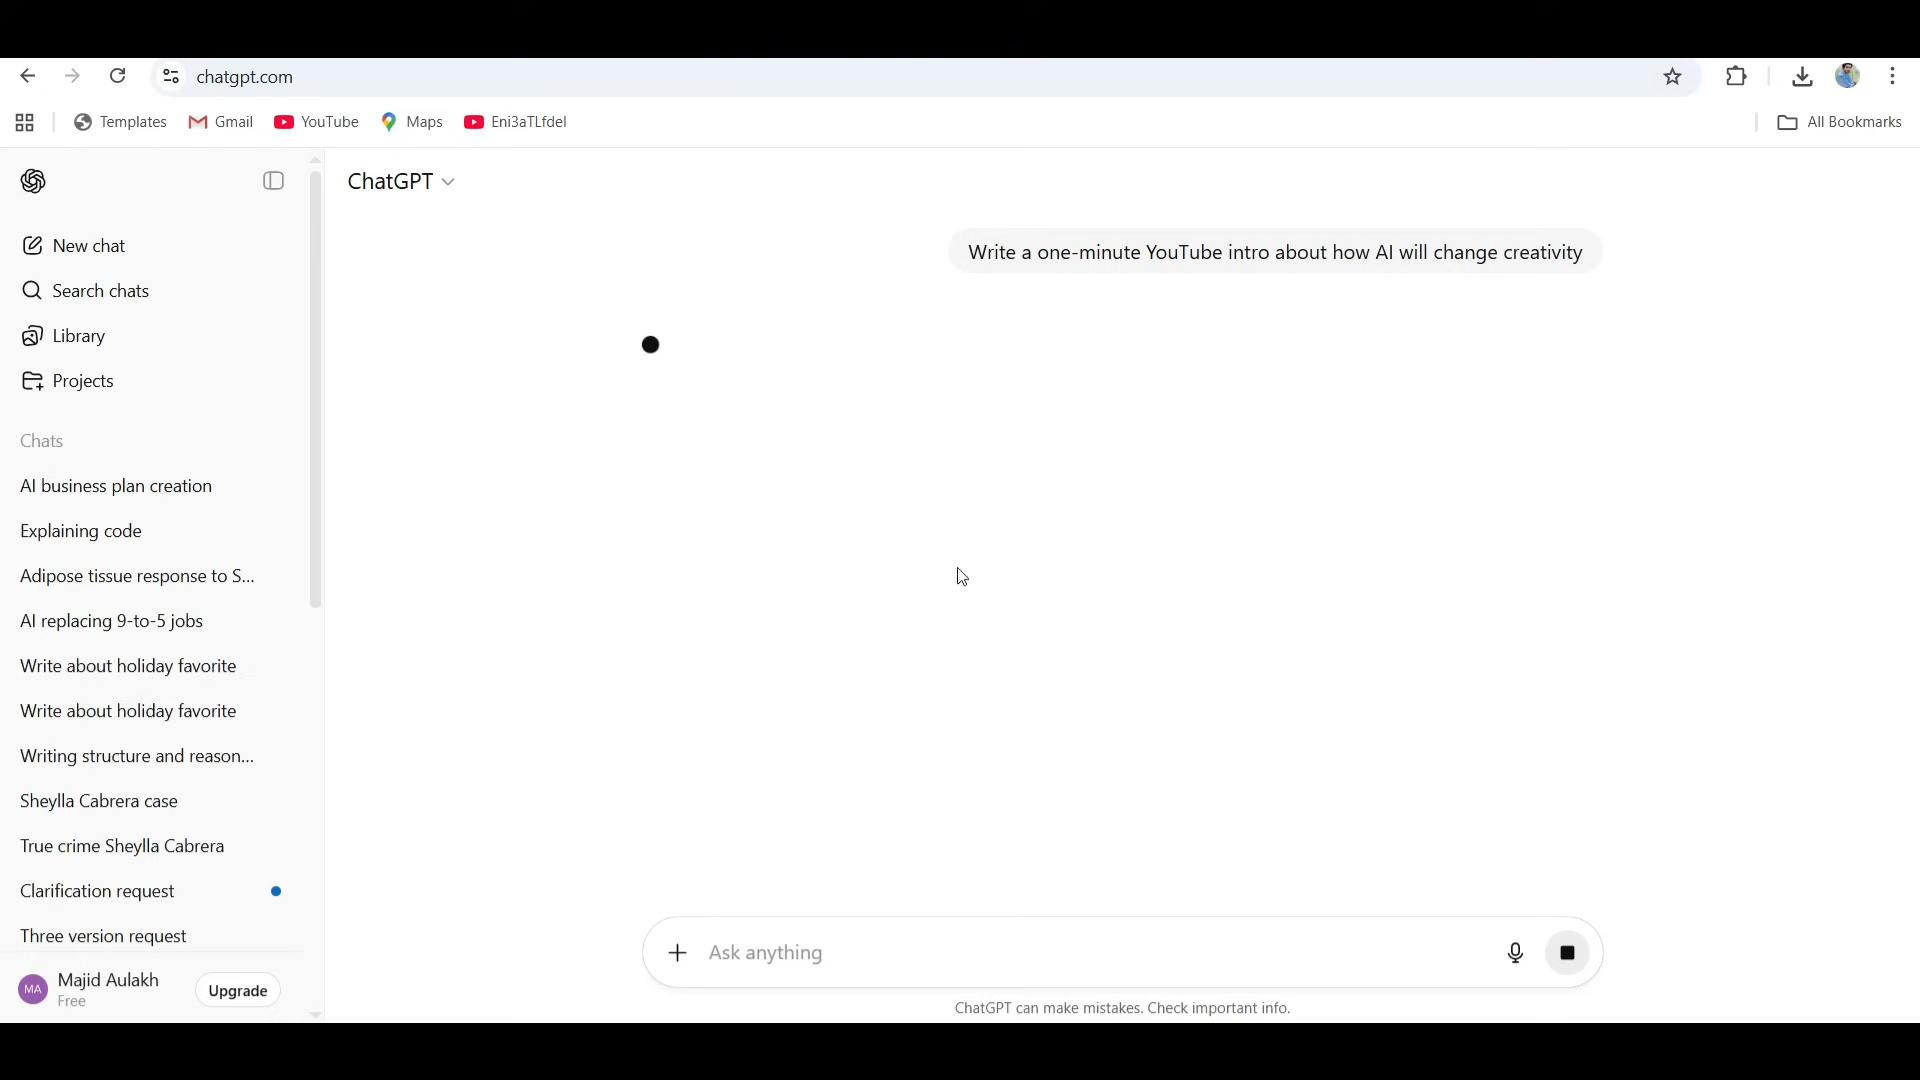 chatgpt.com
Templates Gmail YouTube Maps Eni3aTLfdel All Bookmarks
ChatGPT
New chat
Search chats
Library
Projects
Chats
AI business plan creation
Explaining code
Adipose tissue response to S...
AI replacing 9-to-5 jobs
Write about holiday favorite
Write about holiday favorite
Writing structure and reason...
Sheylla Cabrera case
True crime Sheylla Cabrera
Clarification request
Three version request
MA
Majid Aulakh
Free
Upgrade
Write a one-minute YouTube intro about how AI will change creativity
Ask anything
ChatGPT can make mistakes. Check important info.